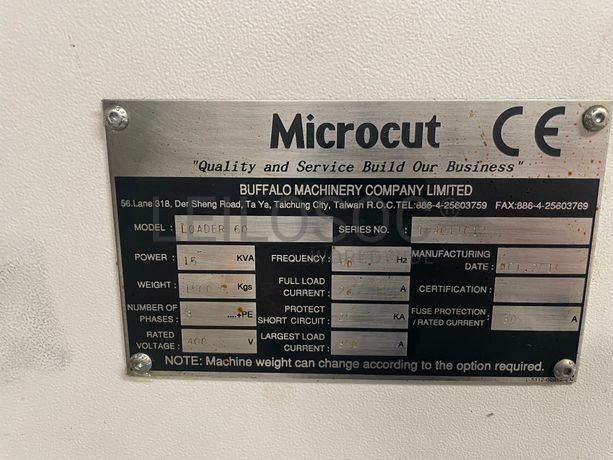 Microcut CE
"Quality and Service Build Our Business"
BUFFALO MACHINERY COMPANY LIMITED
56.Lane 318, Der Sheng Road, Ta Ya, Taichung City, Taiwan R.O.C.TEL:886-4-25603759 FAX:886-4-25603769
MODEL : LOADER 60 SERIES NO. :
POWER : 15 KVA FREQUENCY : Hz MANUFACTURING DATE :
WEIGHT : Kgs FULL LOAD CURRENT : A CERTIFICATION :
NUMBER OF PHASES : 3 ....+PE PROTECT SHORT CIRCUIT : KA FUSE PROTECTION / RATED CURRENT : A
RATED VOLTAGE : 400 V LARGEST LOAD CURRENT : A
NOTE: Machine weight can change according to the option required.
LEILOSOC®
WORLDWIDE